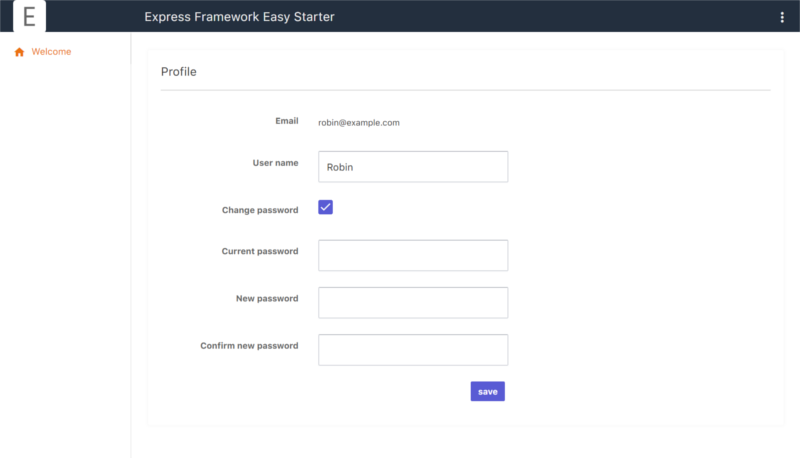 E
Express Framework Easy Starter
Welcome
Profile
Email
robin@example.com
User name
Robin
Change password
Current password
New password
Confirm new password
save